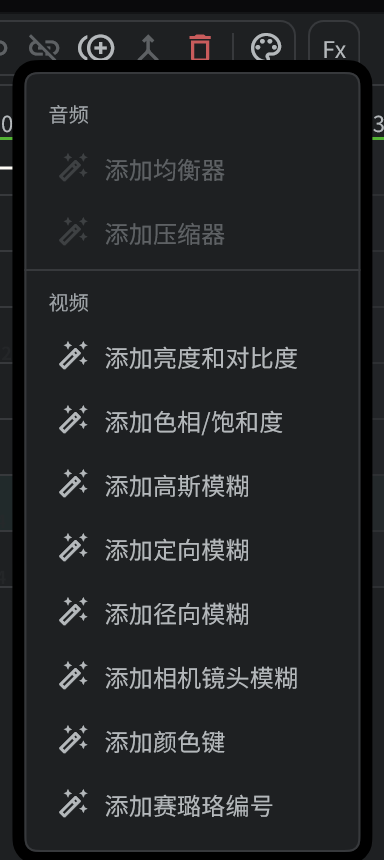 Fx
0
3
音频
添加均衡器
添加压缩器
视频
添加亮度和对比度
添加色相/饱和度
添加高斯模糊
添加定向模糊
添加径向模糊
添加相机镜头模糊
添加颜色键
添加赛璐珞编号